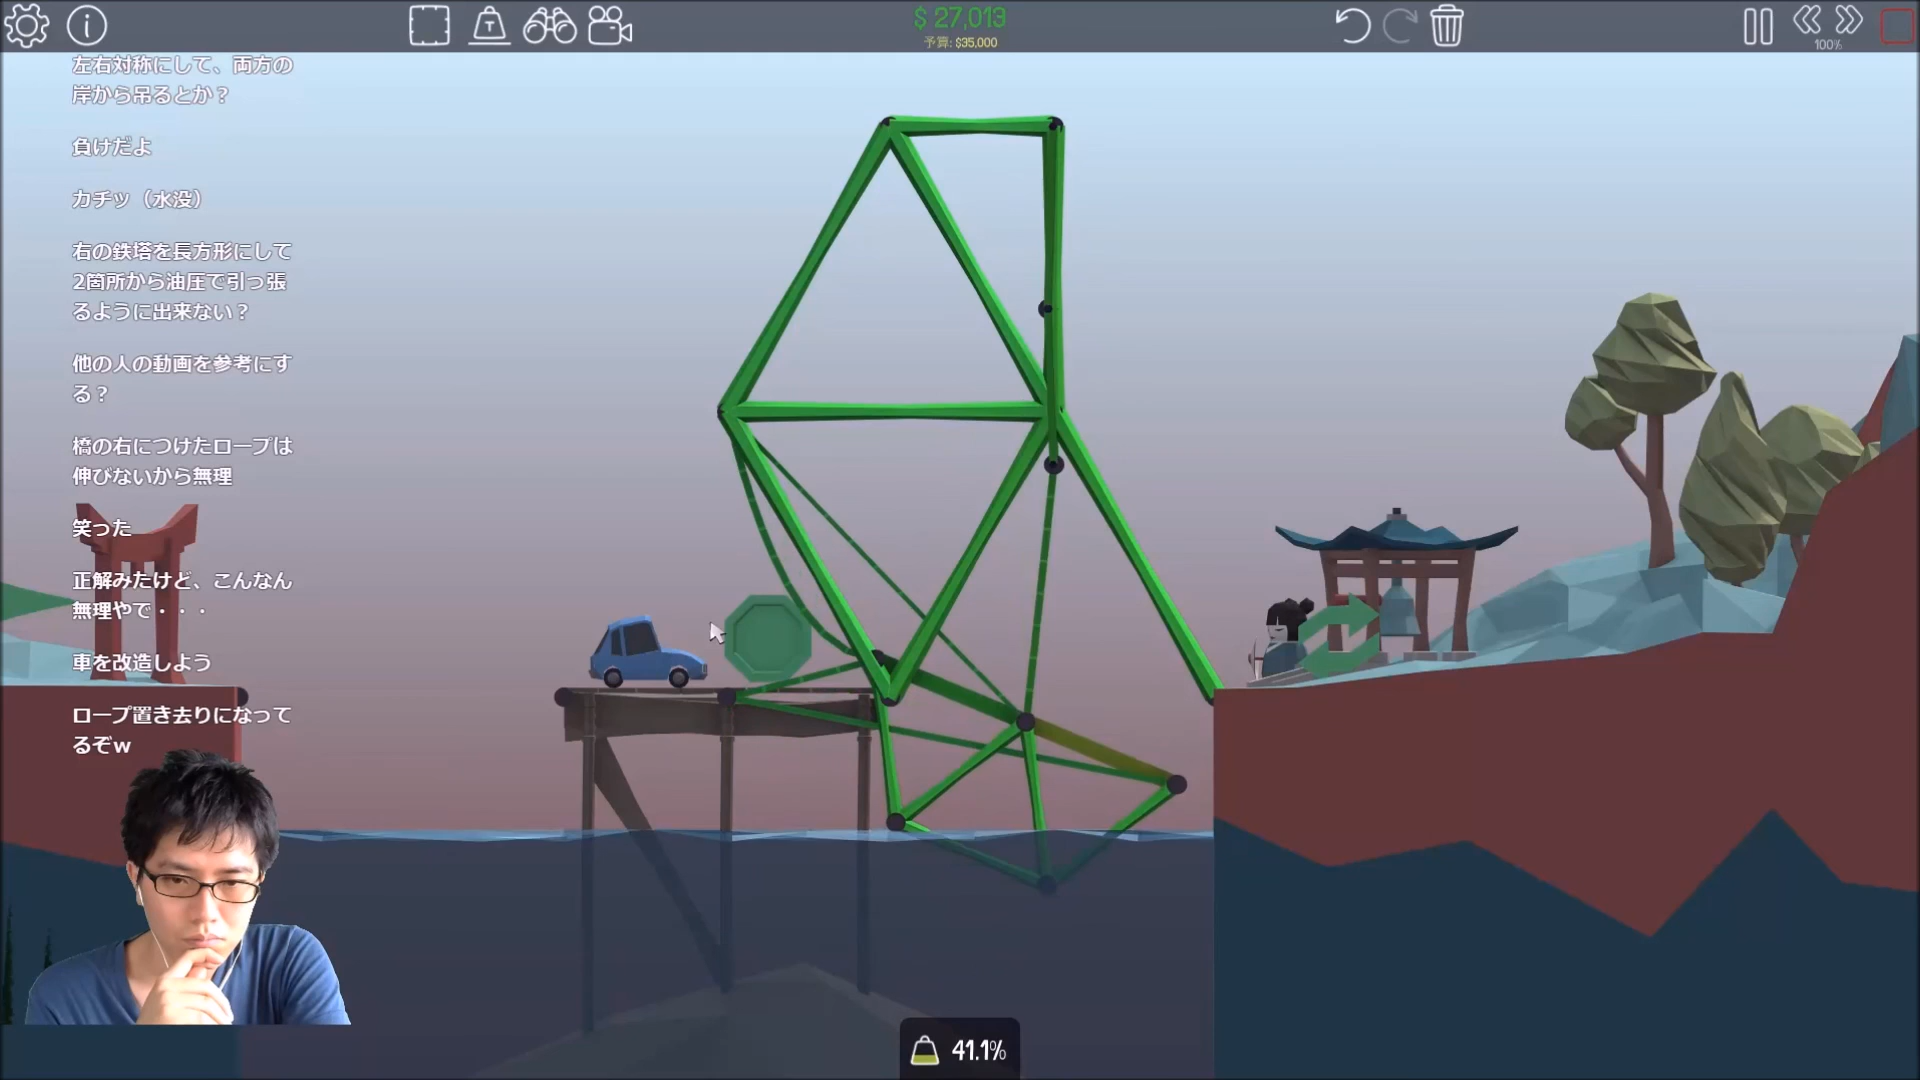 $ 27,013
予算: $35,000
100%
左右対称にして、両方の
岸から吊るとか？
負けだよ
カチッ（水没）
右の鉄塔を長方形にして
2箇所から油圧で引っ張
るように出来ない？
他の人の動画を参考にす
る？
橋の右につけたロープは
伸びないから無理
笑った
正解みたけど、こんなん
無理やで・・・
車を改造しよう
ロープ置き去りになって
るぞw
41.1%